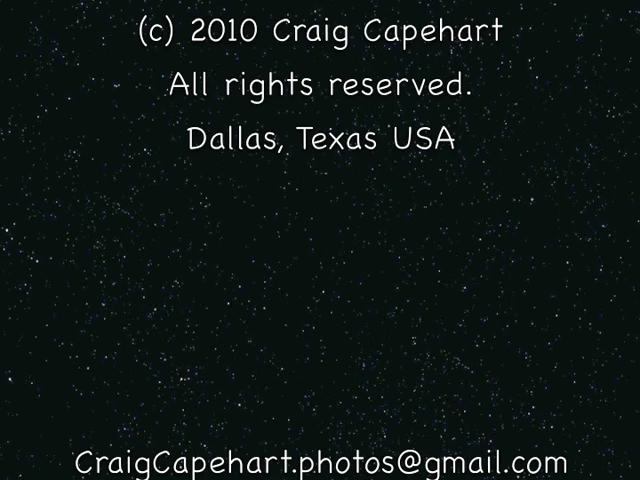 (c) 2010 Craig Capehart
All rights reserved.
Dallas, Texas USA
CraigCapehart.photos@gmail.com